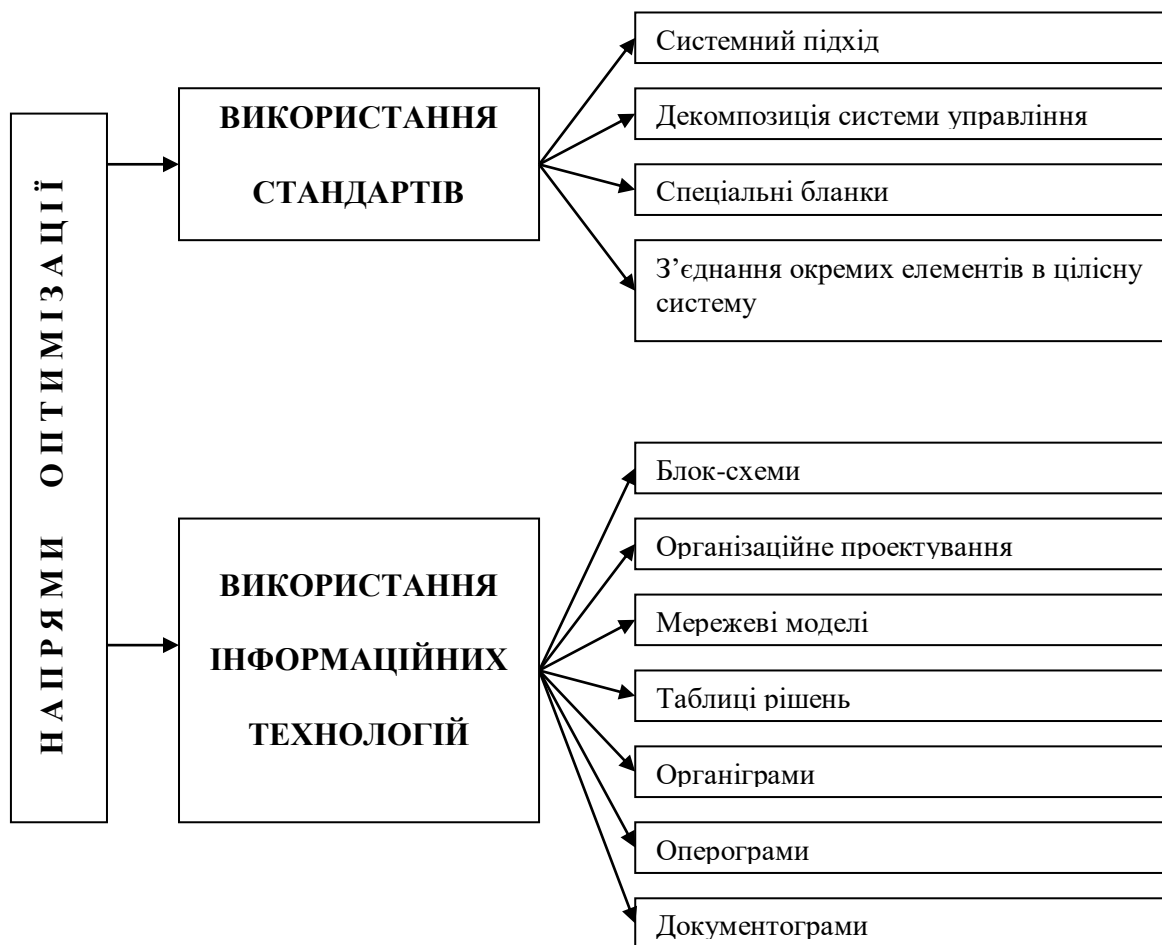 НАПРЯМИ ОПТИМІЗАЦІЇ
ВИКОРИСТАННЯ
СТАНДАРТІВ
Системний підхід
Декомпозиція системи управління
Спеціальні бланки
З’єднання окремих елементів в цілісну
систему
ВИКОРИСТАННЯ
ІНФОРМАЦІЙНИХ
ТЕХНОЛОГІЙ
Блок-схеми
Організаційне проектування
Мережеві моделі
Таблиці рішень
Органіграми
Оперограми
Документограми